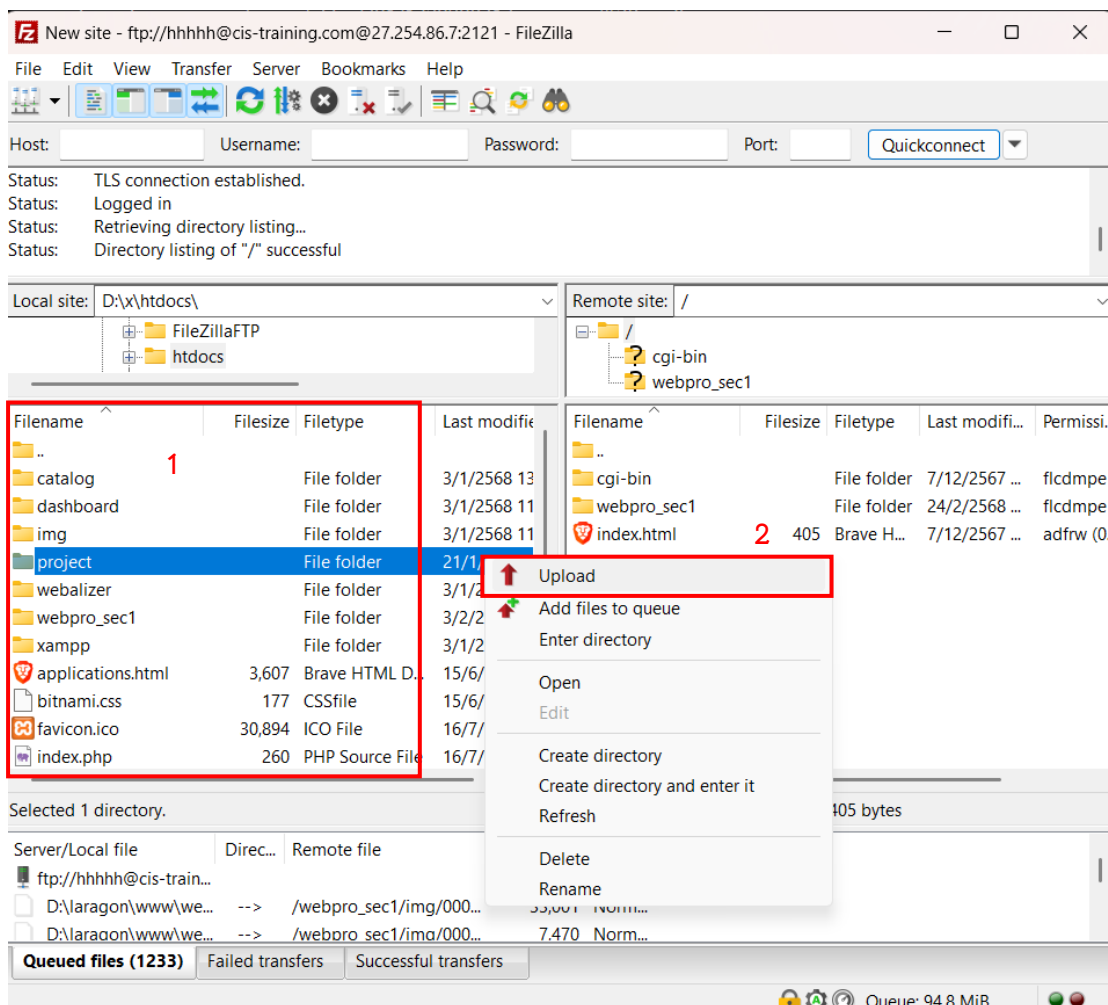 New site - ftp://hhhhh@cis-training.com@27.254.86.7:2121 - FileZilla
File Edit View Transfer Server Bookmarks Help
Host: Username: Password: Port: Quickconnect
Status: TLS connection established.
Status: Logged in
Status: Retrieving directory listing...
Status: Directory listing of "/" successful
Local site: D:\x\htdocs\
FileZillaFTP
htdocs
Remote site: /
/
? cgi-bin
? webpro_sec1
Filename Filesize Filetype Last modifie
..
1
catalog File folder 3/1/2568 13
dashboard File folder 3/1/2568 11
img File folder 3/1/2568 11
project File folder 21/1/
webalizer File folder 3/1/2
webpro_sec1 File folder 3/2/2
xampp File folder 3/1/2
applications.html 3,607 Brave HTML D... 15/6/
bitnami.css 177 CSSfile 15/6/
favicon.ico 30,894 ICO File 16/7/
index.php 260 PHP Source File 16/7/
Selected 1 directory.
Filename Filesize Filetype Last modifi... Permissi...
..
cgi-bin File folder 7/12/2567 ... flcdmpe
webpro_sec1 File folder 24/2/2568 ... flcdmpe
index.html 405 Brave H... 7/12/2567 ... adfrw (0.
2
Upload
Add files to queue
Enter directory
Open
Edit
Create directory
Create directory and enter it
Refresh
Delete
Rename
405 bytes
Server/Local file Direc... Remote file
ftp://hhhhh@cis-train...
D:\laragon\www\we... --> /webpro_sec1/img/000... Norm...
D:\laragon\www\we... --> /webpro_sec1/img/000... 7,470 Norm...
Queued files (1233) Failed transfers Successful transfers
Queue: 94.8 MiB